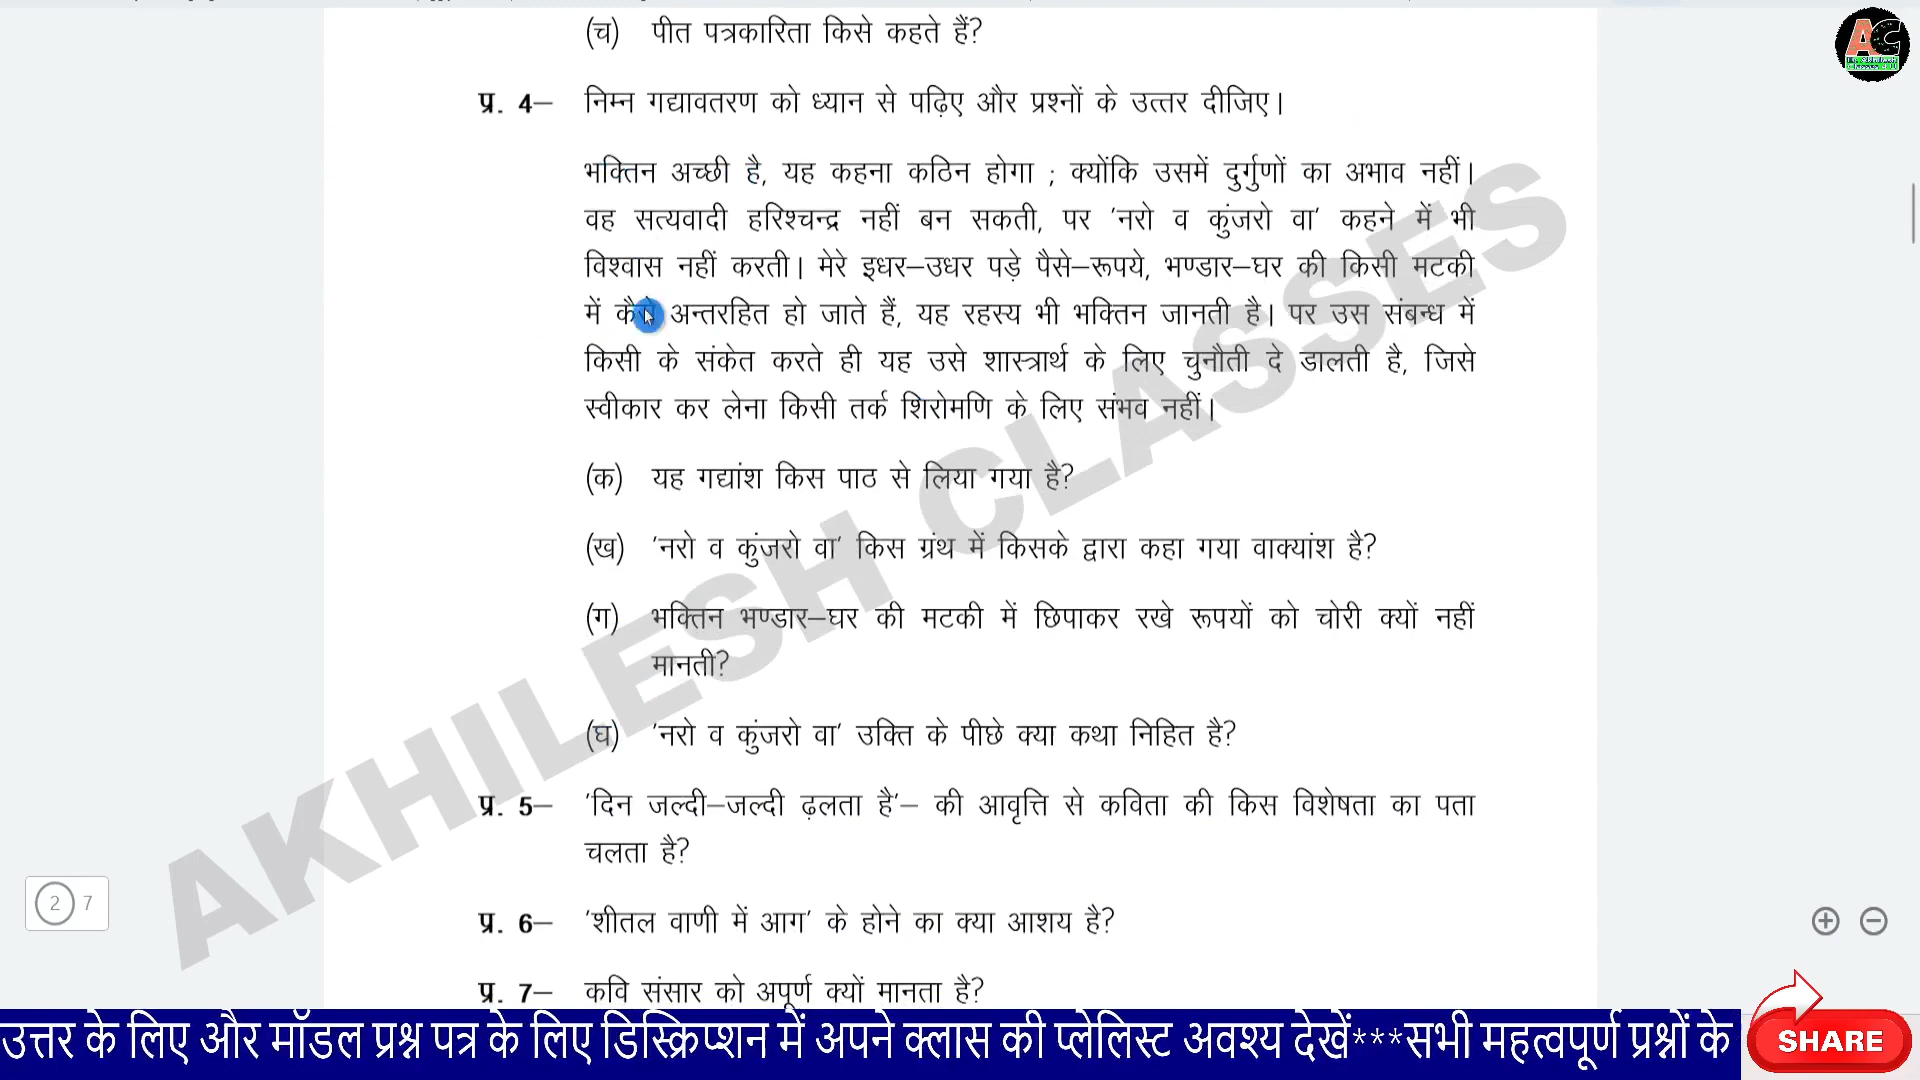 (च) पीत पत्रकारिता किसे कहते हैं?
प्र. 4– निम्न गद्यावतरण को ध्यान से पढ़िए और प्रश्नों के उत्तर दीजिए।
भक्तिन अच्छी है, यह कहना कठिन होगा ; क्योंकि उसमें दुर्गुणों का अभाव नहीं।
वह सत्यवादी हरिश्चन्द्र नहीं बन सकती, पर 'नरो व कुंजरो वा' कहने में भी
विश्वास नहीं करती। मेरे इधर–उधर पड़े पैसे–रूपये, भण्डार–घर की किसी मटकी
में कैसे अन्तरहित हो जाते हैं, यह रहस्य भी भक्तिन जानती है। पर उस संबन्ध में
किसी के संकेत करते ही यह उसे शास्त्रार्थ के लिए चुनौती दे डालती है, जिसे
स्वीकार कर लेना किसी तर्क शिरोमणि के लिए संभव नहीं।
(क) यह गद्यांश किस पाठ से लिया गया है?
(ख) 'नरो व कुंजरो वा' किस ग्रंथ में किसके द्वारा कहा गया वाक्यांश है?
(ग) भक्तिन भण्डार–घर की मटकी में छिपाकर रखे रूपयों को चोरी क्यों नहीं
मानती?
(घ) 'नरो व कुंजरो वा' उक्ति के पीछे क्या कथा निहित है?
प्र. 5– 'दिन जल्दी–जल्दी ढ़लता है'– की आवृत्ति से कविता की किस विशेषता का पता
चलता है?
प्र. 6– 'शीतल वाणी में आग' के होने का क्या आशय है?
प्र. 7– कवि संसार को अपूर्ण क्यों मानता है?
AKHILESH CLASSES
AC
2 7
उत्तर के लिए और मॉडल प्रश्न पत्र के लिए डिस्क्रिप्शन में अपने क्लास की प्लेलिस्ट अवश्य देखें***सभी महत्वपूर्ण प्रश्नों के
SHARE